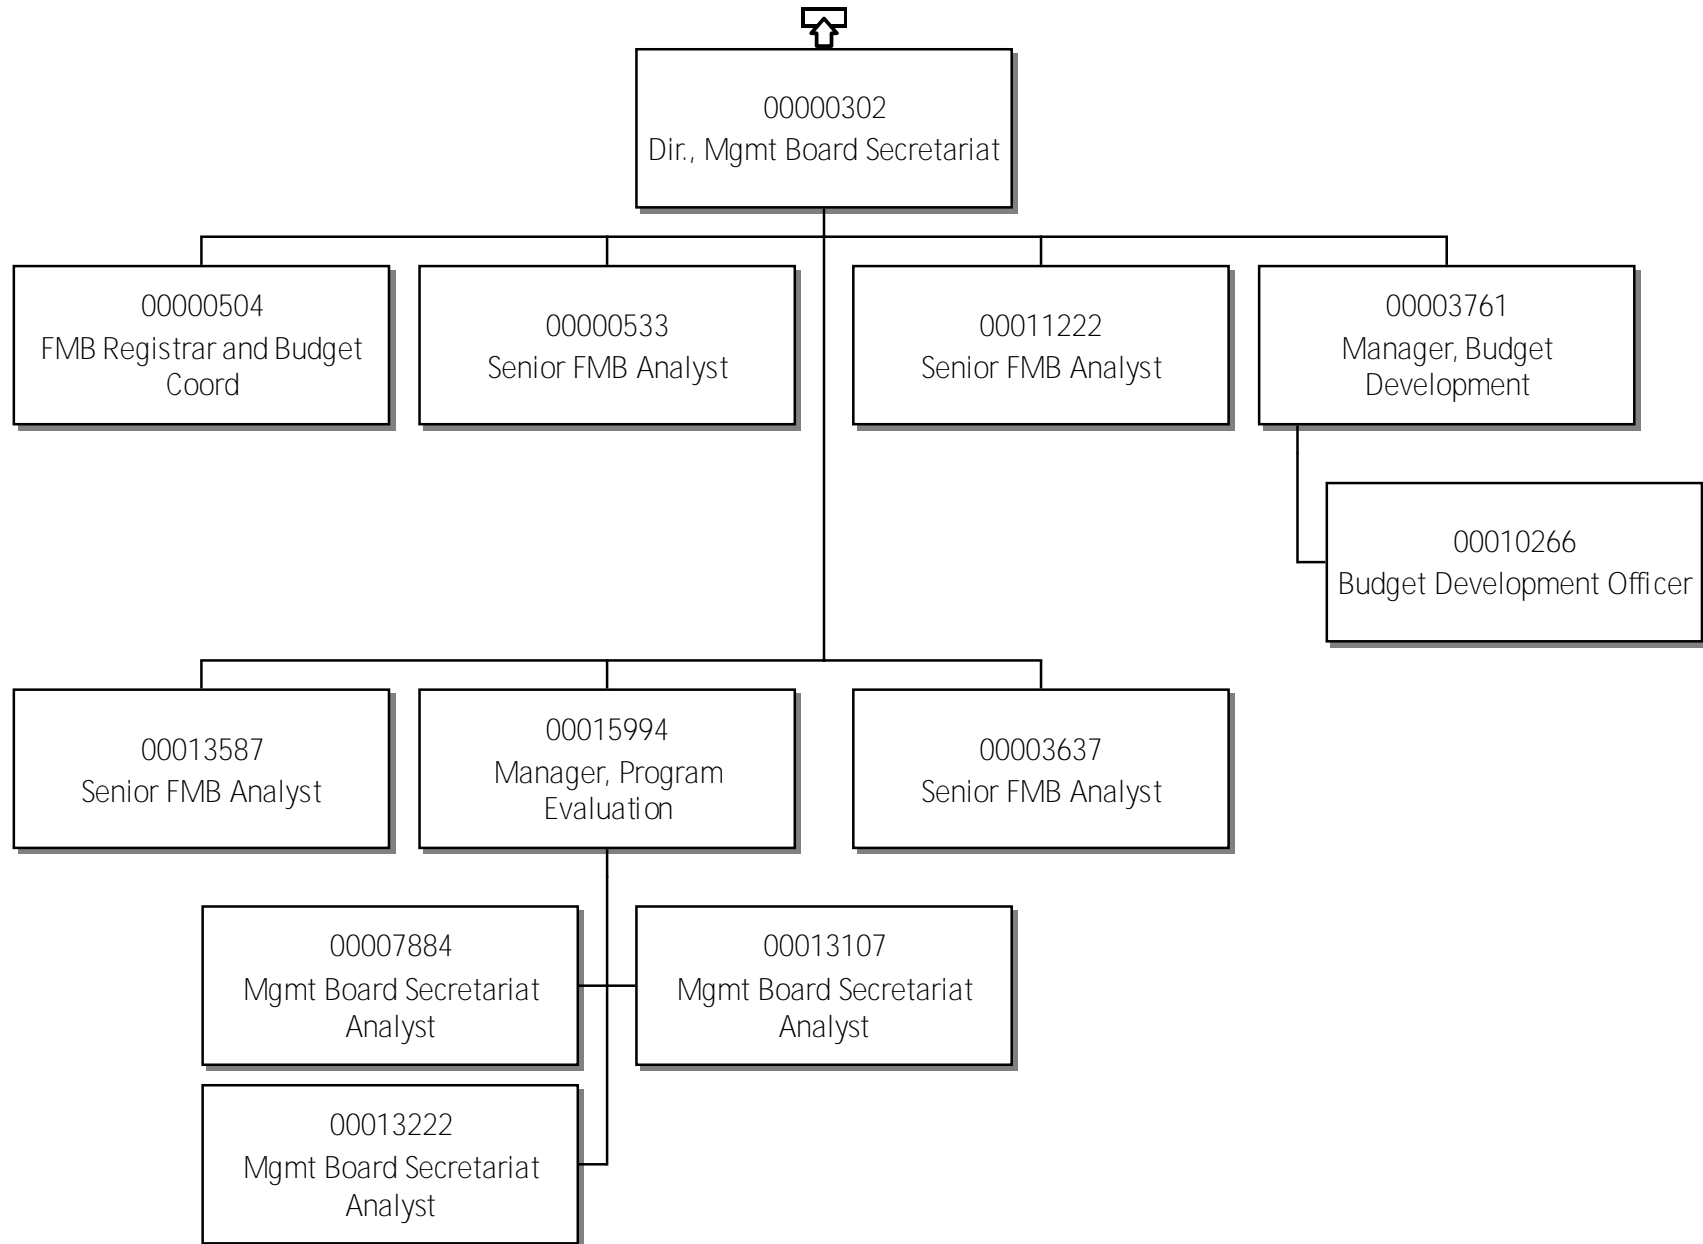 00000302
Dir., Mgmt Board Secretariat
00000504
FMB Registrar and Budget
Coord
00000533
Senior FMB Analyst
00011222
Senior FMB Analyst
00003761
Manager, Budget
Development
00010266
Budget Development Officer
00013587
Senior FMB Analyst
00015994
Manager, Program
Evaluation
00003637
Senior FMB Analyst
00007884
Mgmt Board Secretariat
Analyst
00013107
Mgmt Board Secretariat
Analyst
00013222
Mgmt Board Secretariat
Analyst